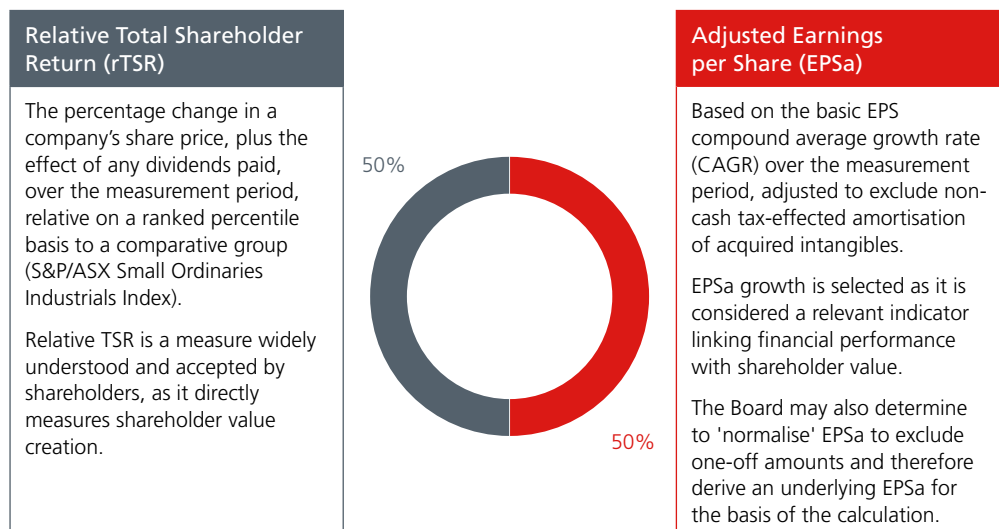 Relative Total Shareholder
Return (rTSR)
The percentage change in a
company’s share price, plus the
effect of any dividends paid,
over the measurement period,
relative on a ranked percentile
basis to a comparative group
(S&P/ASX Small Ordinaries
Industrials Index).
Relative TSR is a measure widely
understood and accepted by
shareholders, as it directly
measures shareholder value
creation.
50%
50%
Adjusted Earnings
per Share (EPSa)
Based on the basic EPS
compound average growth rate
(CAGR) over the measurement
period, adjusted to exclude non-
cash tax-effected amortisation
of acquired intangibles.
EPSa growth is selected as it is
considered a relevant indicator
linking financial performance
with shareholder value.
The Board may also determine
to 'normalise' EPSa to exclude
one-off amounts and therefore
derive an underlying EPSa for
the basis of the calculation.